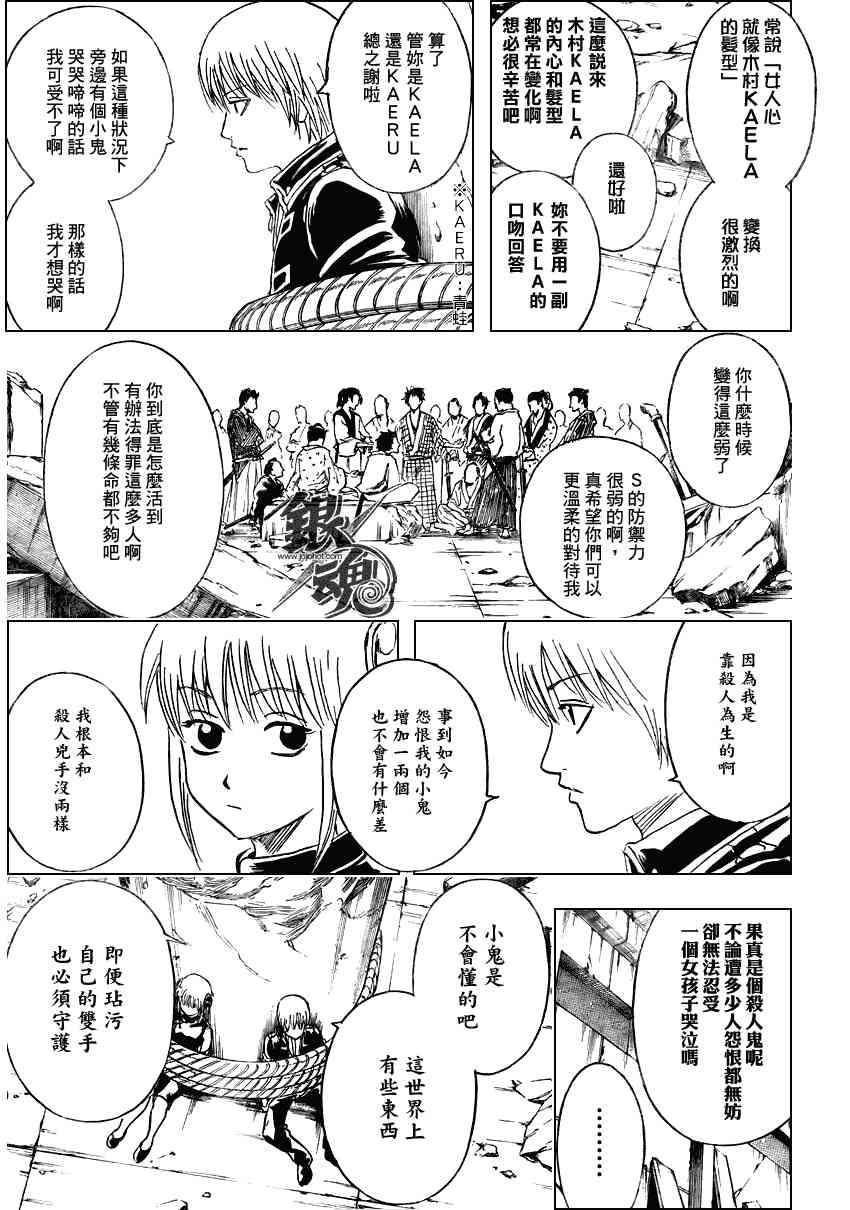 常說「女人心
就像木村KAELA
的髮型」
變換
很激烈的啊
這麼說來
木村KAELA
的內心和髮型
都常在變化啊
想必很辛苦吧
還好啦
妳不要用一副
KAELA的
口吻回答
算了
管妳是KAELA
還是KAERU
總之謝啦
※KAERU：青蛙
如果這種狀況下
旁邊有個小鬼
哭哭啼啼的話
我可受不了啊
那樣的話
我才想哭啊
你什麼時候
變得這麼弱了
S的防禦力
很弱的啊，
真希望你們可以
更溫柔的對待我
你到底是怎麼活到
有辦法得罪這麼多人啊
不管有幾條命都不夠吧
銀魂
www.jojohot.com
因為我是
靠殺人為生的啊
事到如今
怨恨我的小鬼
增加一兩個
也不會有什麼差
我根本和
殺人兇手沒兩樣
果真是個殺人鬼呢
不論遭多少人怨恨都無妨
卻無法忍受
一個女孩子哭泣嗎
………
小鬼是
不會懂的吧
這世界上
有些東西
即便玷污
自己的雙手
也必須守護